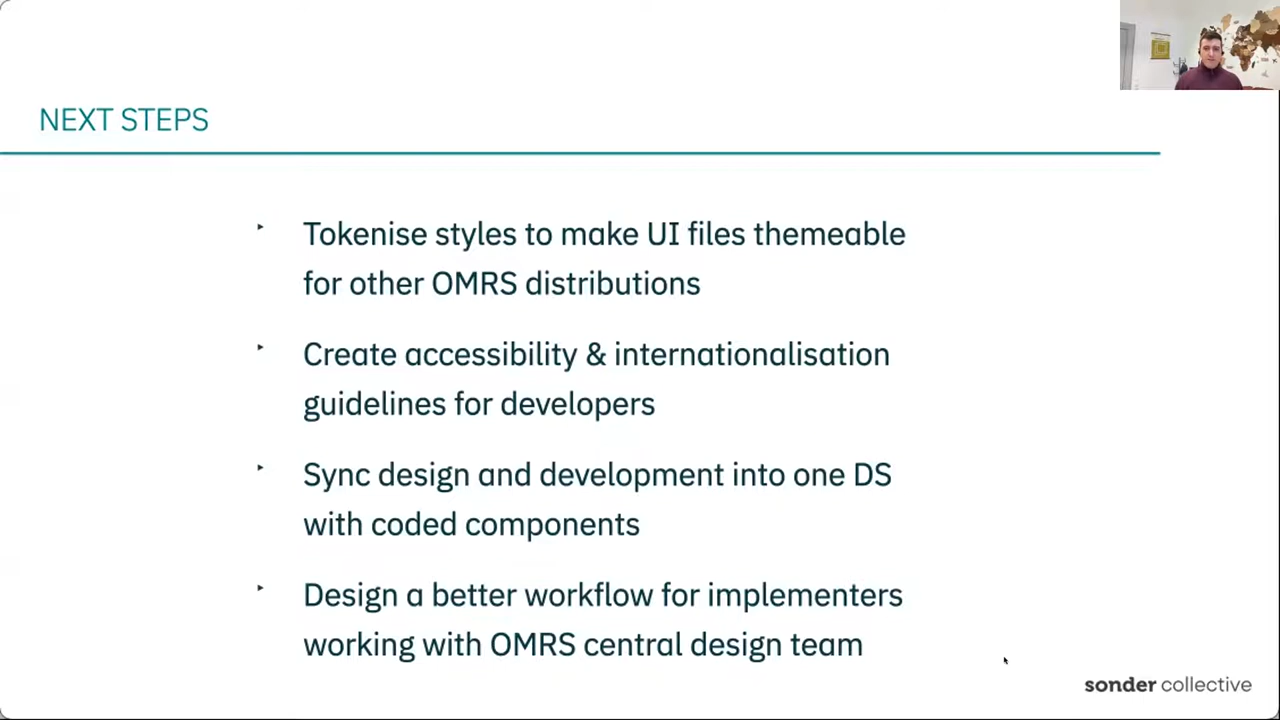 NEXT STEPS
Tokenise styles to make UI files themeable
for other OMRS distributions
Create accessibility & internationalisation
guidelines for developers
Sync design and development into one DS
with coded components
Design a better workflow for implementers
working with OMRS central design team
sonder collective